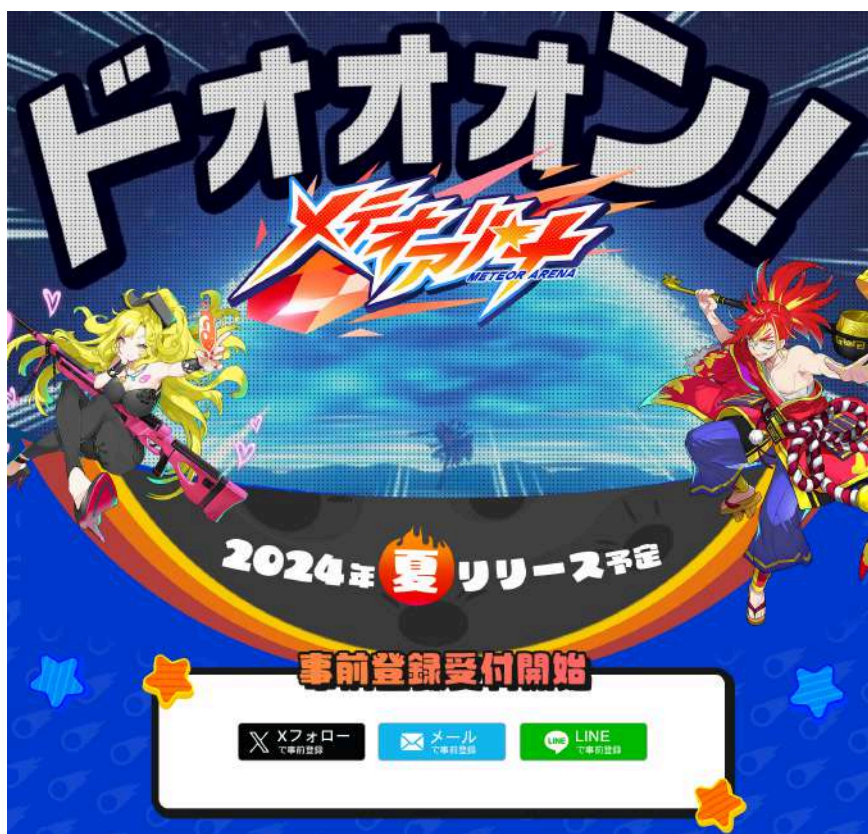 ドォオオン!
メテオアリーナ
METEOR ARENA
2024年夏リリース予定
事前登録受付開始
Xフォロー
で事前登録
メール
で事前登録
LINE
LINE
で事前登録